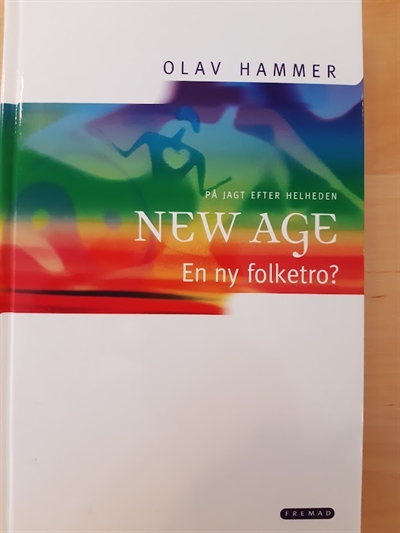 OLAV HAMMER
PÅ JAGT EFTER HELHEDEN
NEW AGE
En ny folketro?
FREMAD